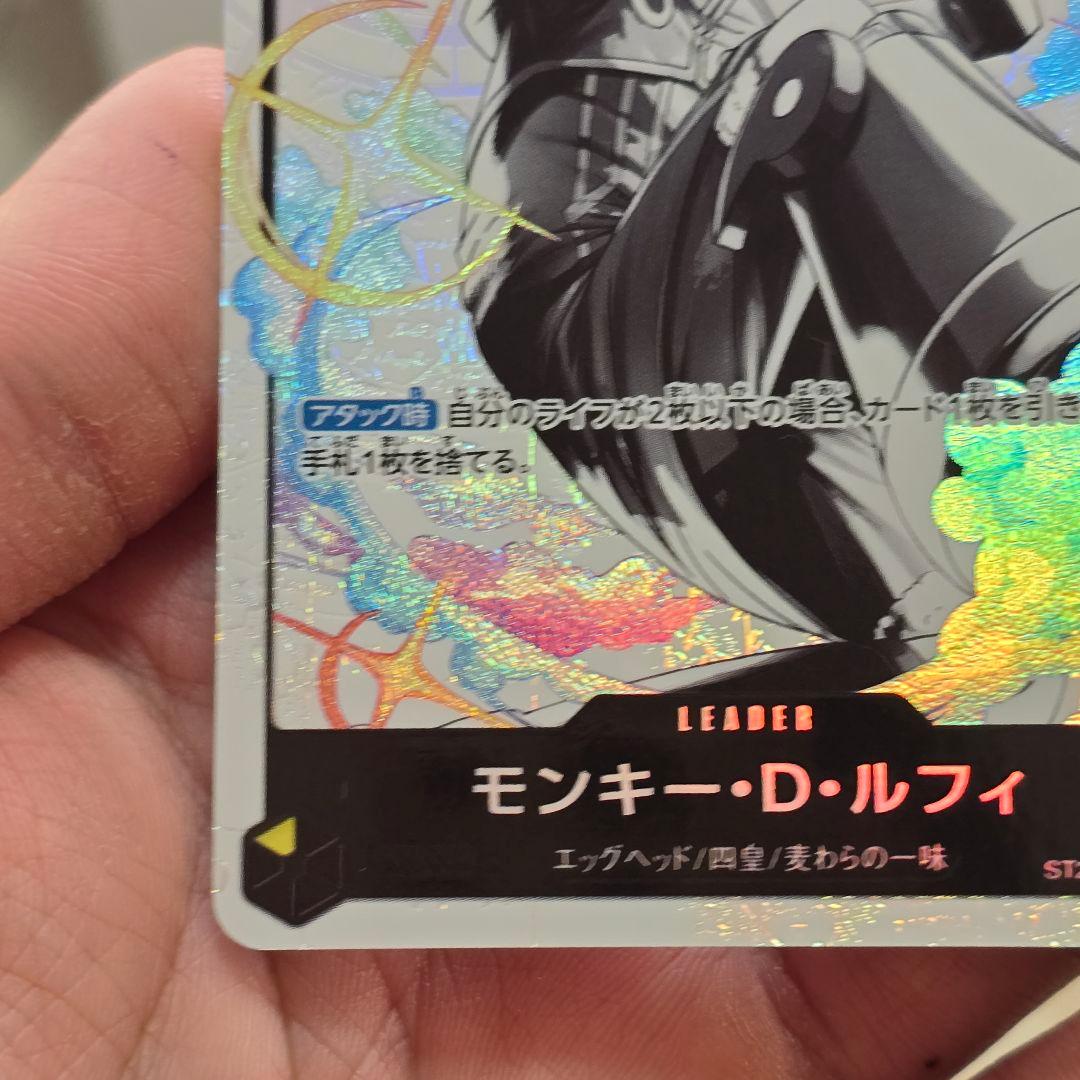 アタック時 自分のライフが2枚以下の場合、カード1枚を引き
手札1枚を捨てる。
LEADER
モンキー・D・ルフィ
エッグヘッド/四皇/麦わらの一味
ST2